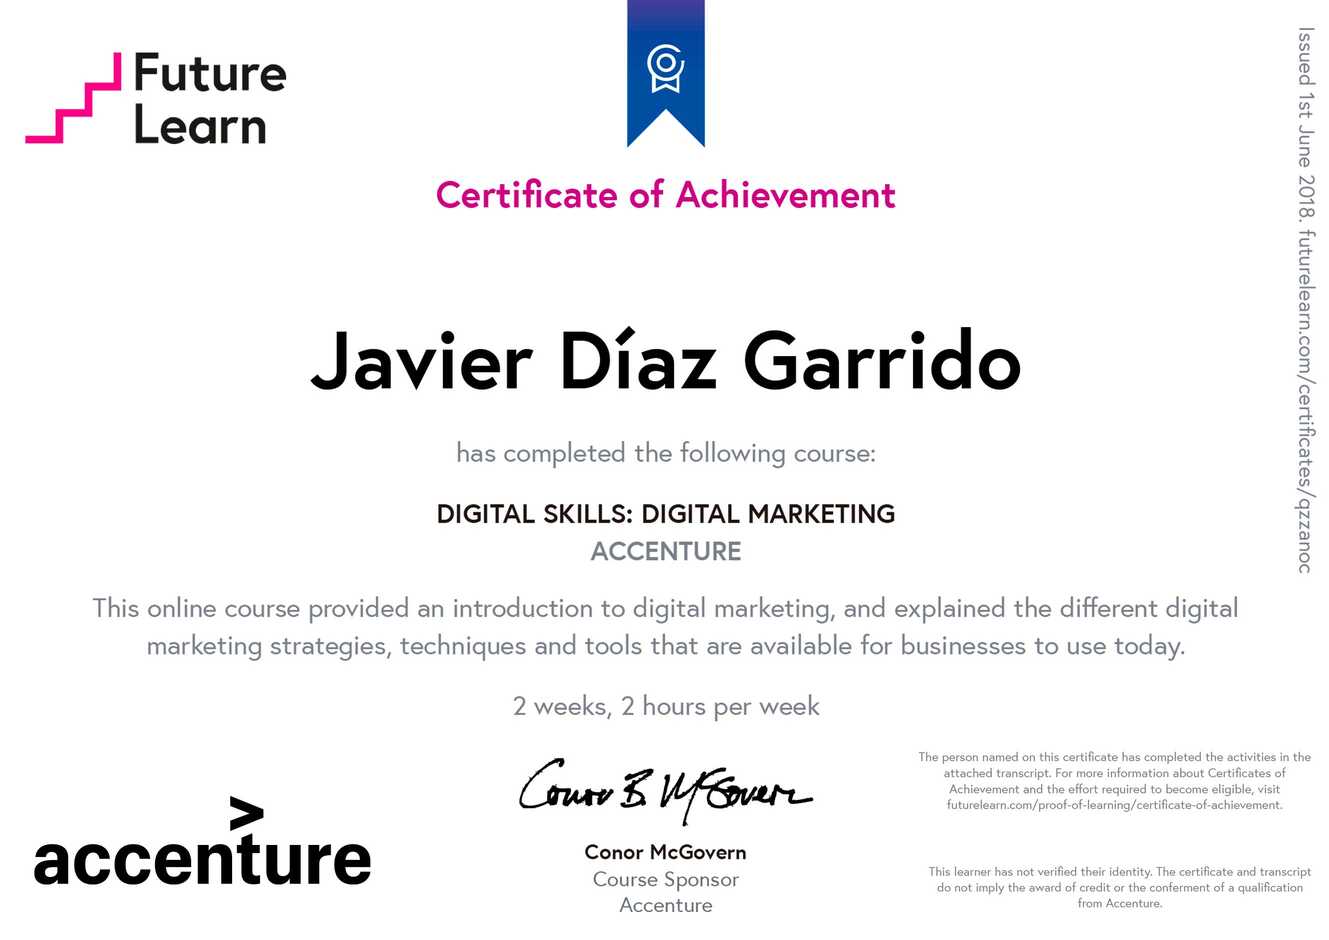 Future
Learn
Certificate of Achievement
Javier Díaz Garrido
has completed the following course:
DIGITAL SKILLS: DIGITAL MARKETING
ACCENTURE
This online course provided an introduction to digital marketing, and explained the different digital
marketing strategies, techniques and tools that are available for businesses to use today.
2 weeks, 2 hours per week
Conor B McGovern
Conor McGovern
Course Sponsor
Accenture
accenture
The person named on this certificate has completed the activities in the
attached transcript. For more information about Certificates of
Achievement and the effort required to become eligible, visit
futurelearn.com/proof-of-learning/certificate-of-achievement.
This learner has not verified their identity. The certificate and transcript
do not imply the award of credit or the conferment of a qualification
from Accenture.
Issued 1st June 2018. futurelearn.com/certificates/qzzanoc